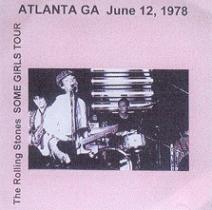 ATLANTA GA June 12, 1978
The Rolling Stones SOME GIRLS TOUR